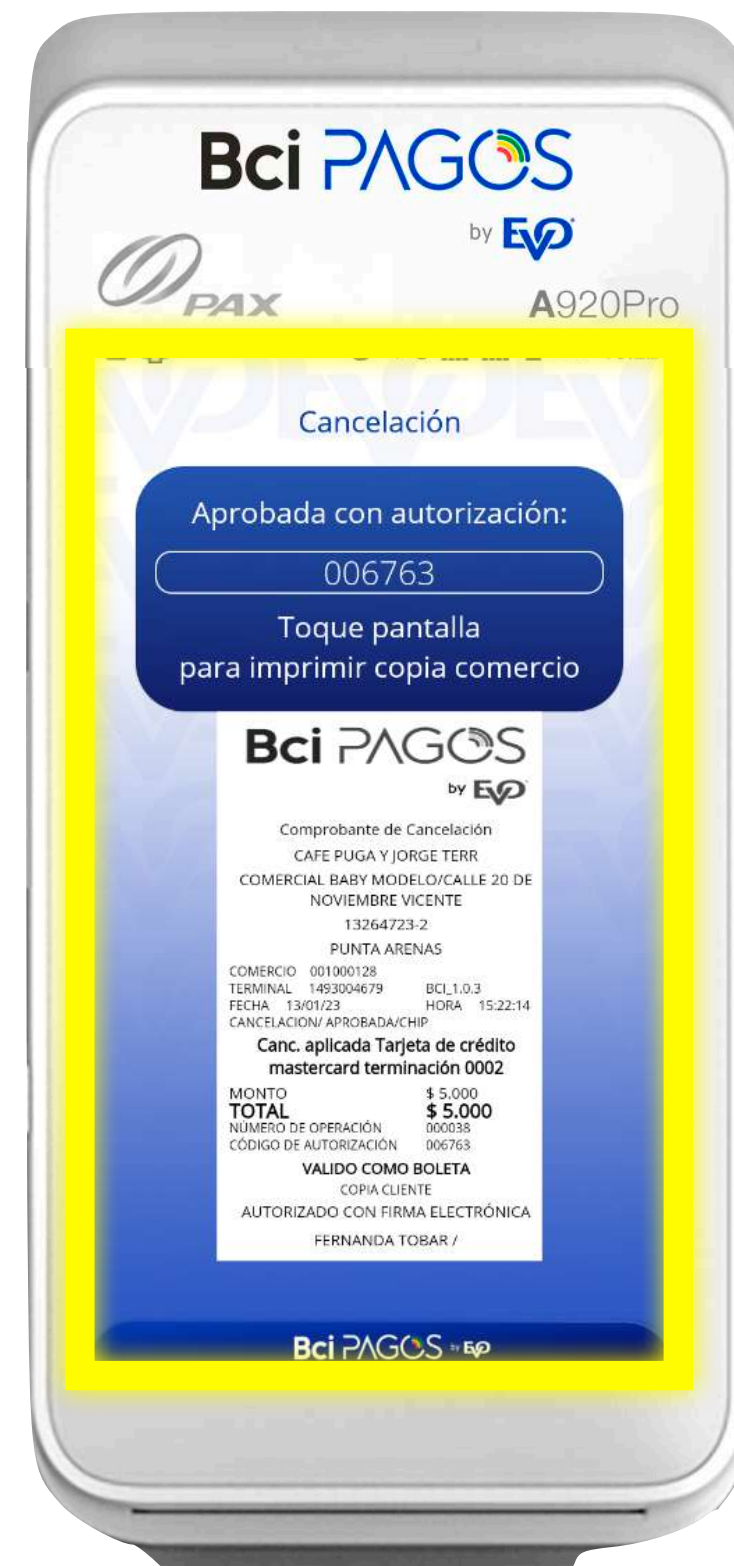 Bci PAGOS
by EVO
PAX
A920Pro
Cancelación
Aprobada con autorización:
006763
Toque pantalla
para imprimir copia comercio
Bci PAGOS
by EVO
Comprobante de Cancelación
CAFE PUGA Y JORGE TERR
COMERCIAL BABY MODELO/CALLE 20 DE
NOVIEMBRE VICENTE
13264723-2
PUNTA ARENAS
COMERCIO 001000128
TERMINAL 1493004679 BCI_1.0.3
FECHA 13/01/23 HORA 15:22:14
CANCELACION/ APROBADA/CHIP
Canc. aplicada Tarjeta de crédito
mastercard terminación 0002
MONTO $ 5.000
TOTAL $ 5.000
NÚMERO DE OPERACIÓN 000038
CÓDIGO DE AUTORIZACIÓN 006763
VALIDO COMO BOLETA
COPIA CLIENTE
AUTORIZADO CON FIRMA ELECTRÓNICA
FERNANDA TOBAR /
Bci PAGOS by EVO